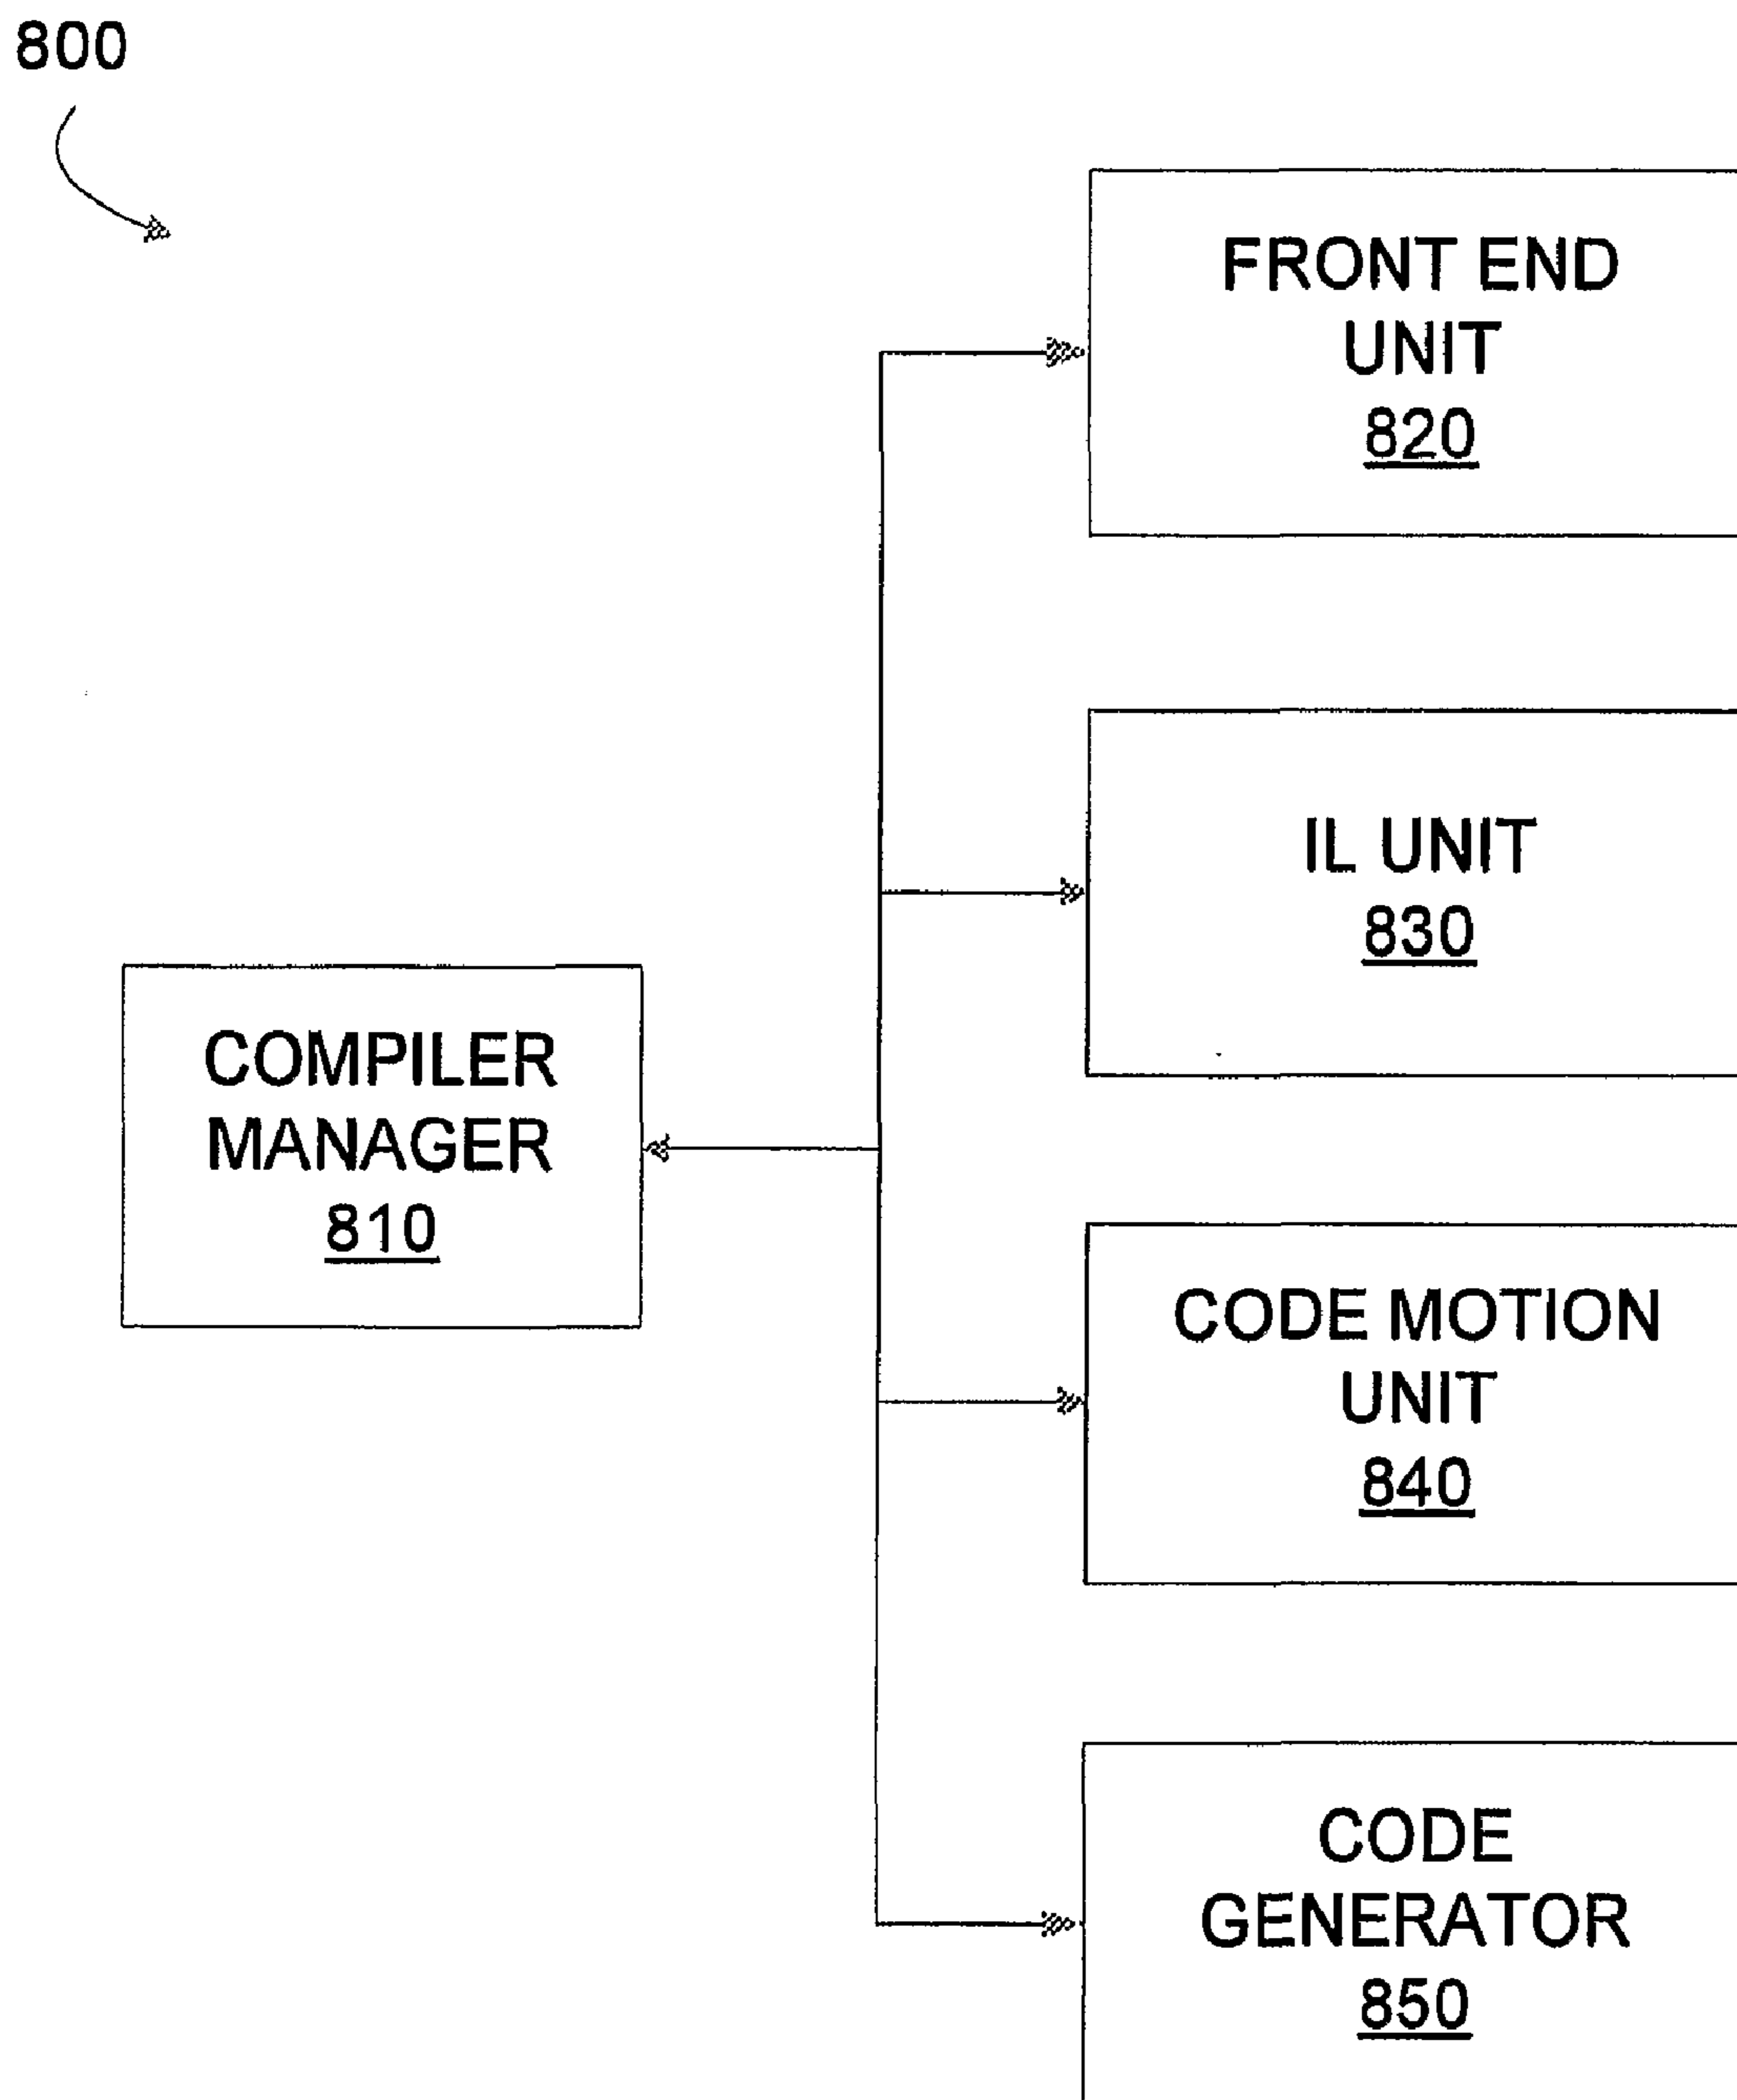 800
FRONT END
UNIT
820
IL UNIT
830
COMPILER
MANAGER
810
CODE MOTION
UNIT
840
CODE
GENERATOR
850